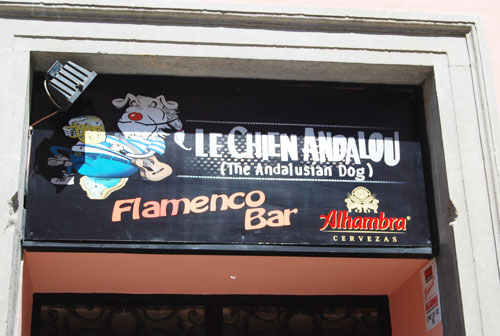 LE CHIEN ANDALOU
(The Andalusian Dog)
Flamenco
Bar
Alhambra
CERVEZAS